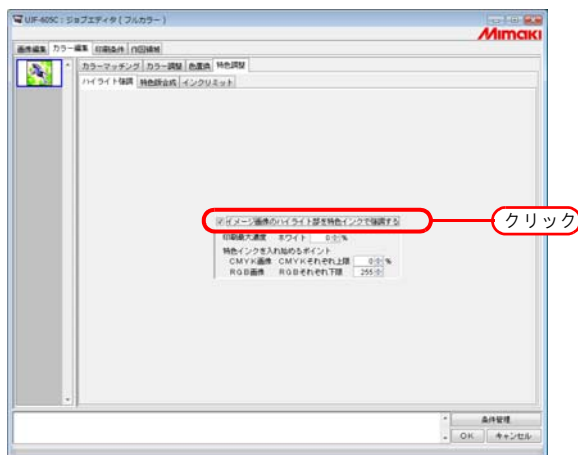 UJF-605C : ジョブエディタ ( フルカラー )
Mimaki
画像編集 カラー編集 印刷条件 作図領域
カラーマッチング カラー調整 色置換 特色調整
ハイライト強調 特色版合成 インクリミット
イメージ画像のハイライト部を特色インクで強調する
クリック
印刷最大濃度 ホワイト 0 %
特色インクを入れ始めるポイント
CMYK画像 CMYKそれぞれ上限 0 %
RGB画像 RGBそれぞれ下限 255
条件管理
OK キャンセル